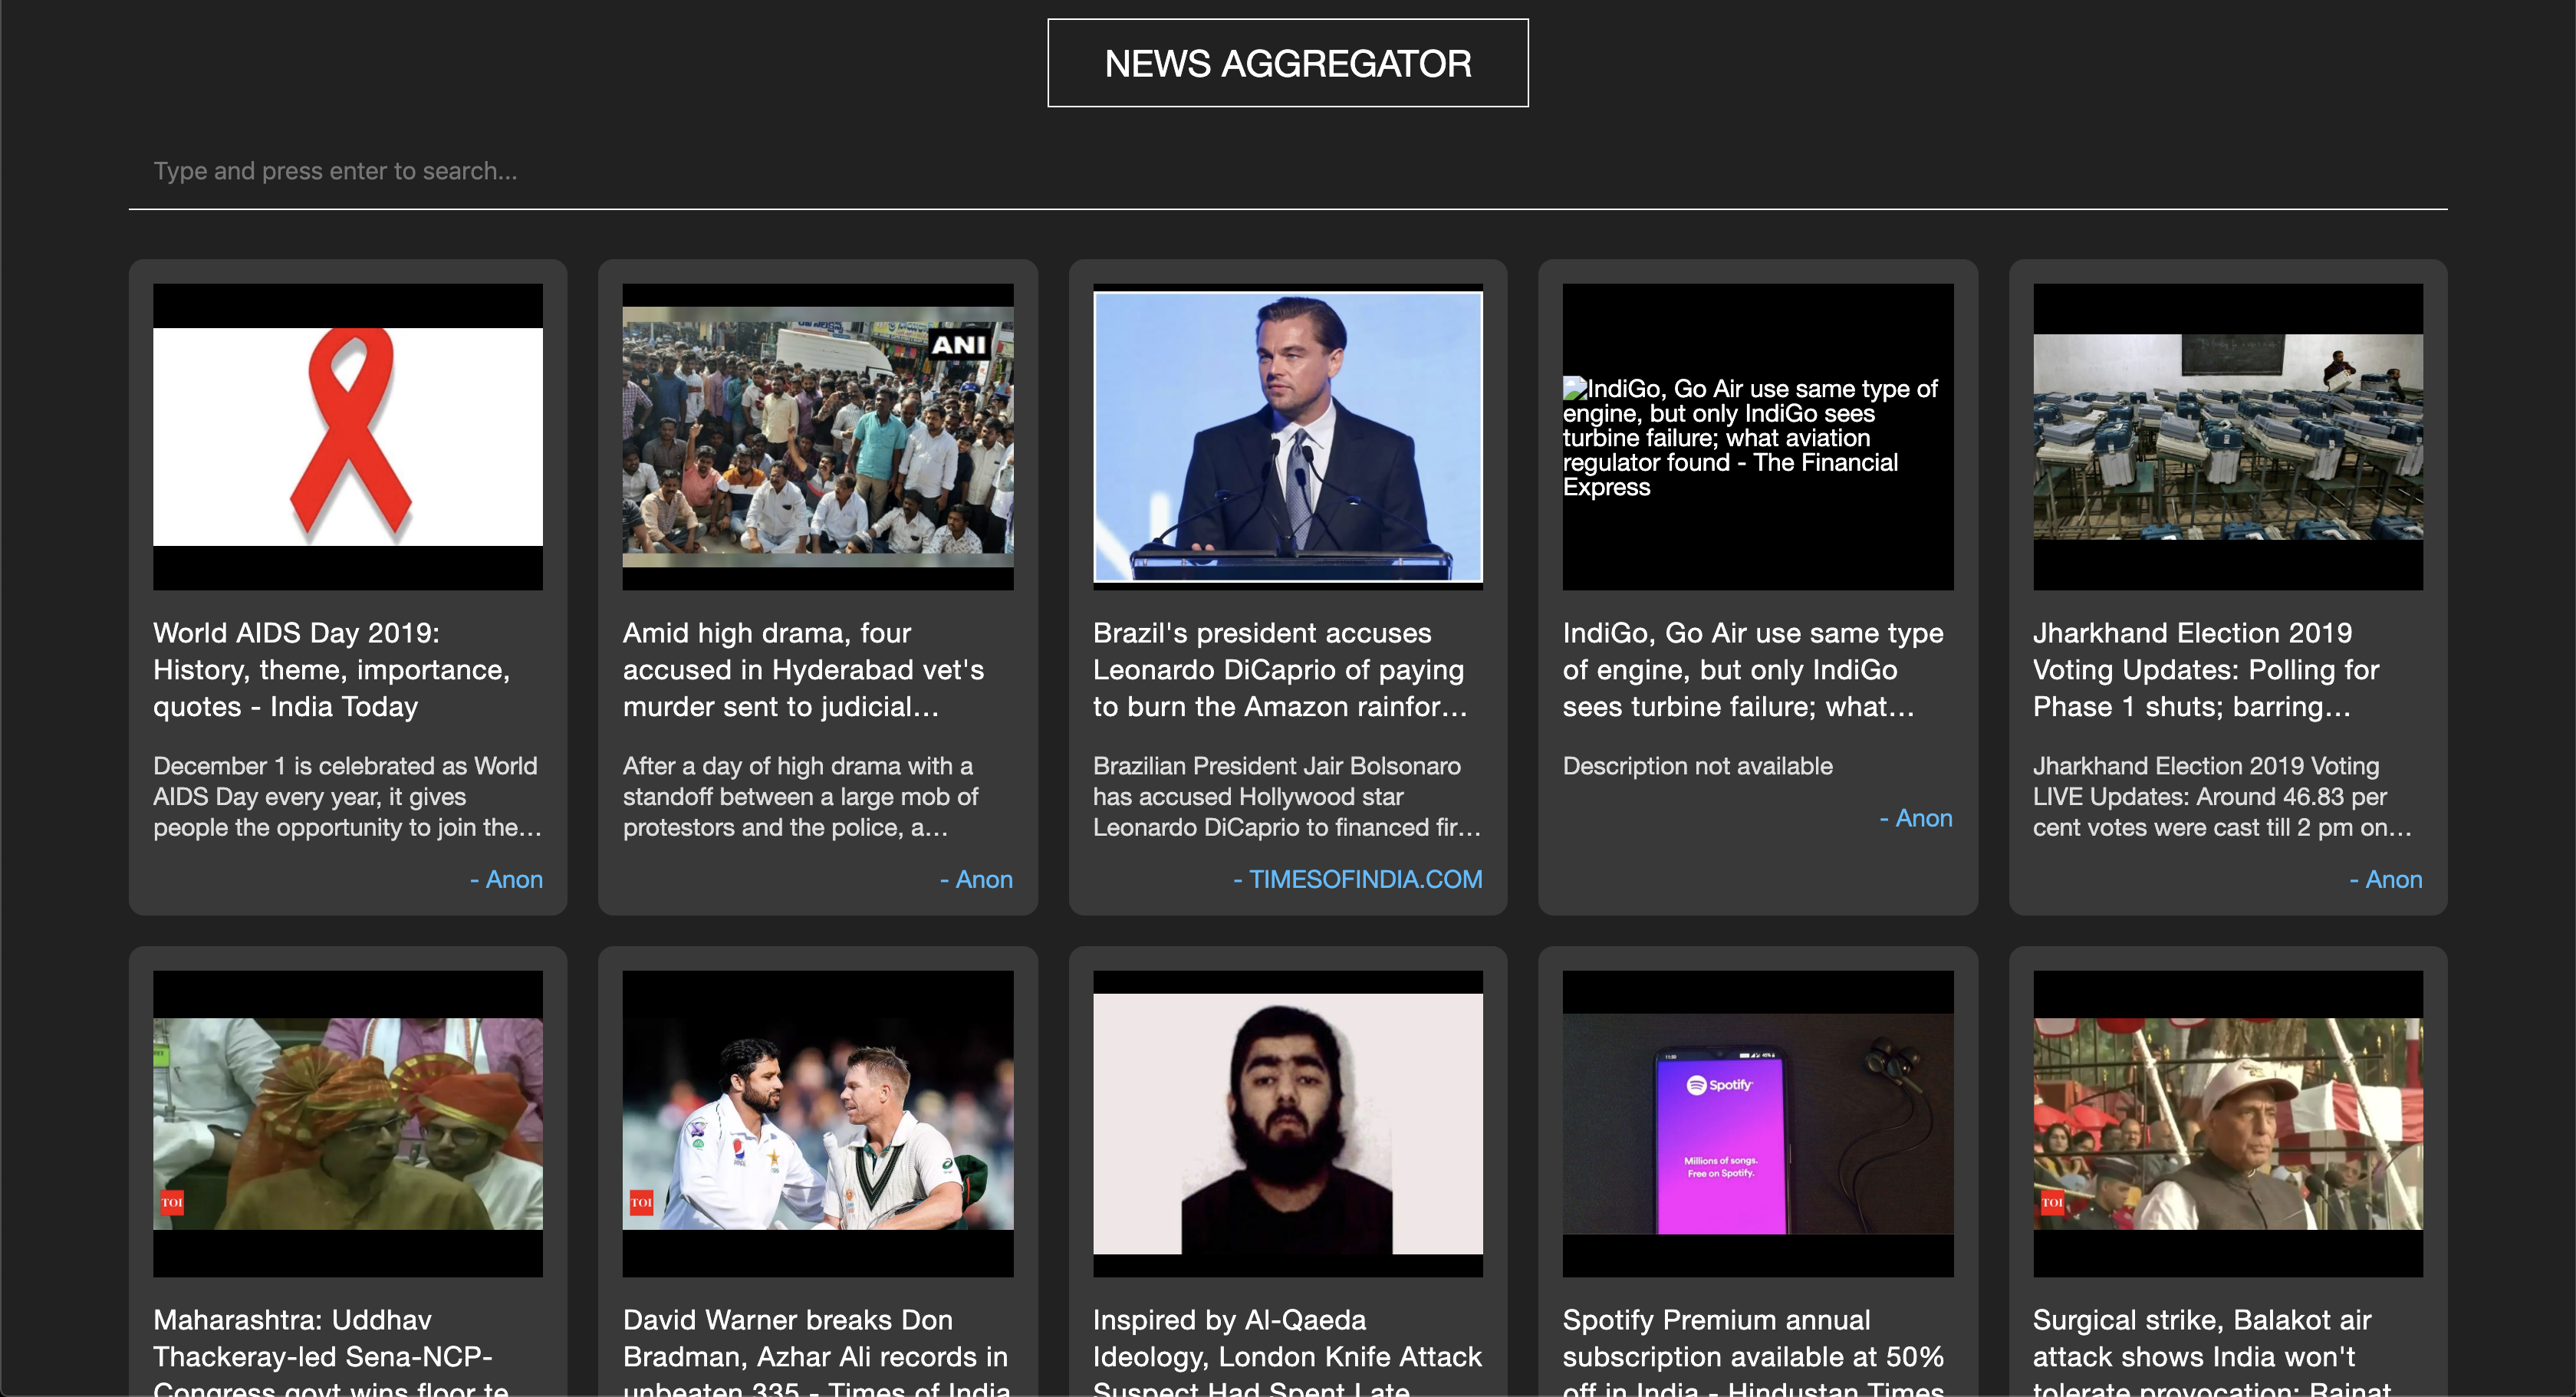 NEWS AGGREGATOR
Type and press enter to search...
ANI
IndiGo, Go Air use same type of
engine, but only IndiGo sees
turbine failure; what aviation
regulator found - The Financial
Express
World AIDS Day 2019:
History, theme, importance,
quotes - India Today
December 1 is celebrated as World
AIDS Day every year, it gives
people the opportunity to join the...
- Anon
Amid high drama, four
accused in Hyderabad vet's
murder sent to judicial...
After a day of high drama with a
standoff between a large mob of
protestors and the police, a...
- Anon
Brazil's president accuses
Leonardo DiCaprio of paying
to burn the Amazon rainfor...
Brazilian President Jair Bolsonaro
has accused Hollywood star
Leonardo DiCaprio to financed fir...
- TIMESOFINDIA.COM
IndiGo, Go Air use same type
of engine, but only IndiGo
sees turbine failure; what...
Description not available
- Anon
Jharkhand Election 2019
Voting Updates: Polling for
Phase 1 shuts; barring...
Jharkhand Election 2019 Voting
LIVE Updates: Around 46.83 per
cent votes were cast till 2 pm on...
- Anon
TOI
Maharashtra: Uddhav
Thackeray-led Sena-NCP-
Congress govt wins floor te
TOI
David Warner breaks Don
Bradman, Azhar Ali records in
unbeaten 335 - Times of India
Inspired by Al-Qaeda
Ideology, London Knife Attack
Suspect Had Spent Late
Spotify
Millions of songs.
Free on Spotify.
Spotify Premium annual
subscription available at 50%
off in India - Hindustan Times
TOI
Surgical strike, Balakot air
attack shows India won't
tolerate provocation: Rajnat